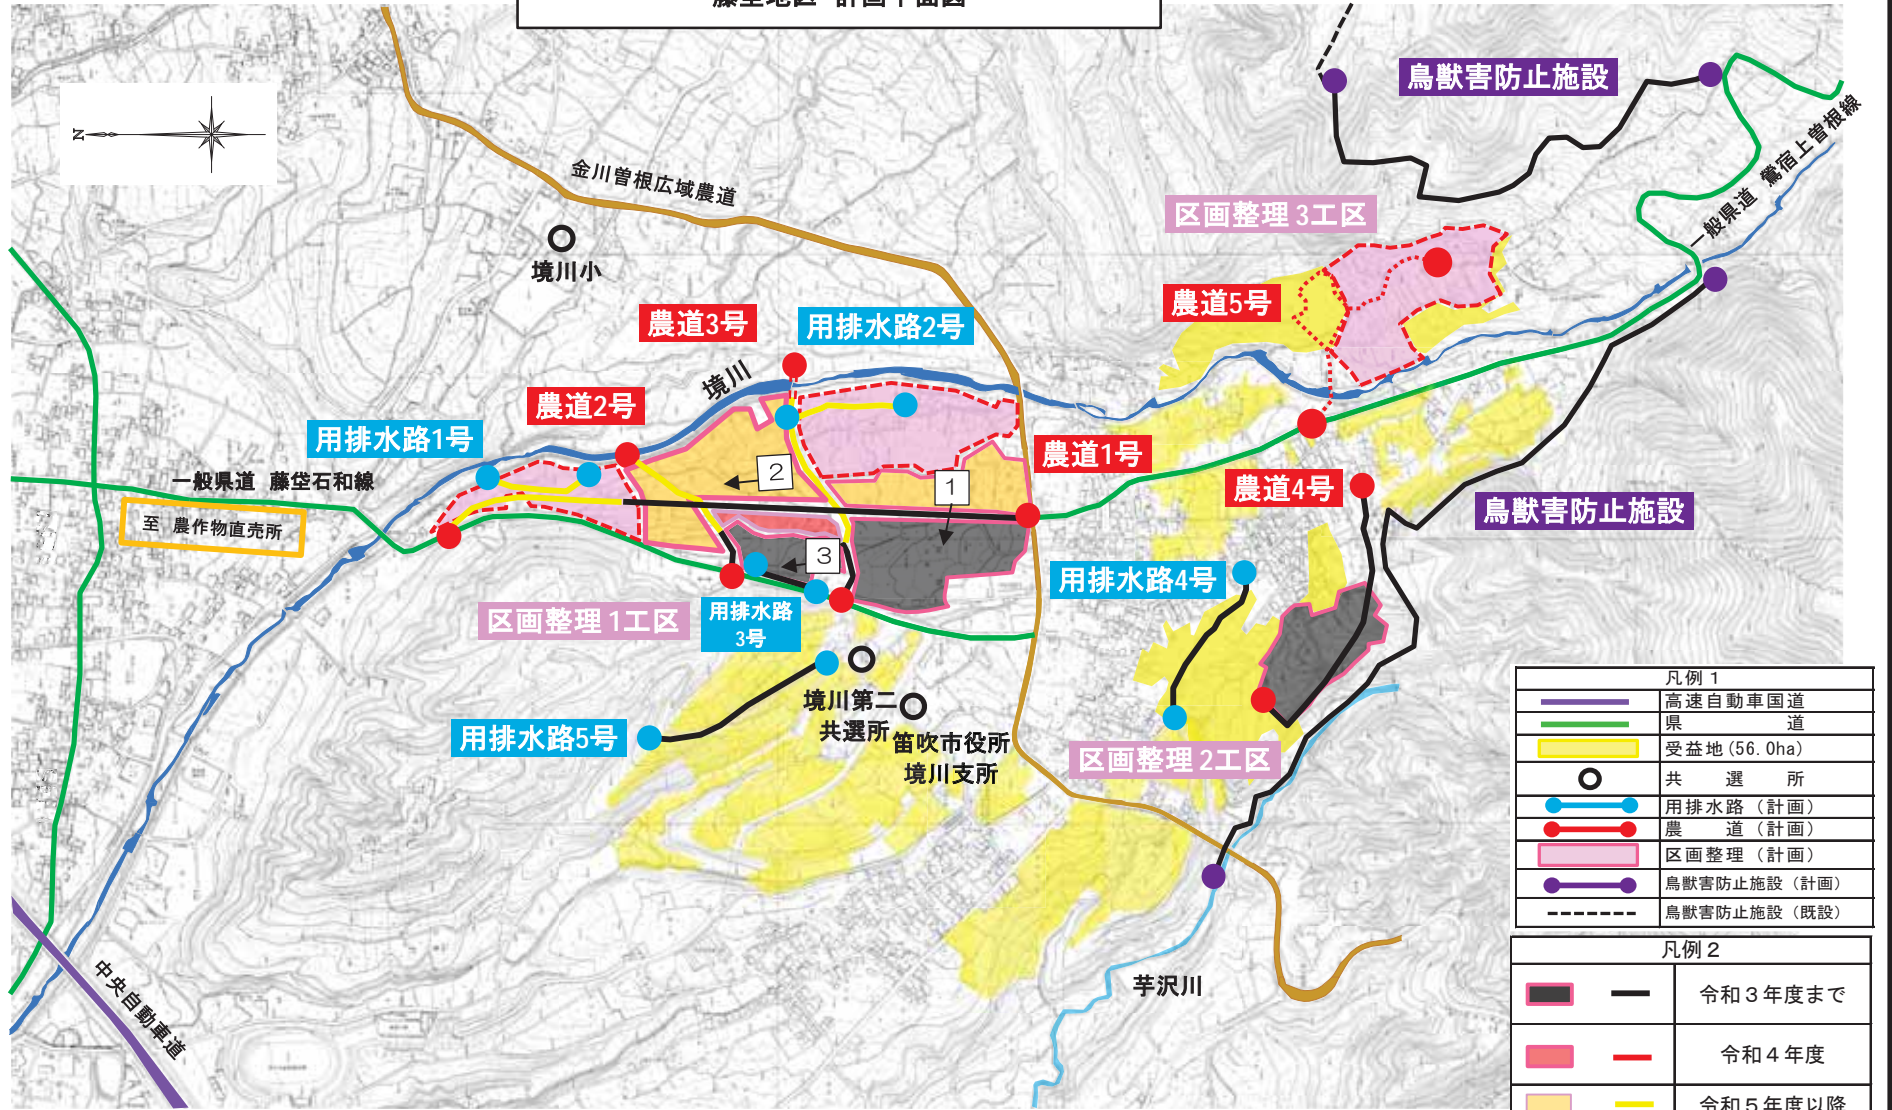 藤垈地区 計画平面図
N
鳥獣害防止施設
一般県道 鶯宿上曽根線
金川曽根広域農道
区画整理3工区
境川小
農道5号
農道3号
用排水路2号
境川
農道2号
用排水路1号
農道1号
一般県道 藤垈石和線
2
1
農道4号
鳥獣害防止施設
至 農作物直売所
3
用排水路4号
区画整理1工区
用排水路
3号
境川第二
共選所
笛吹市役所
境川支所
用排水路5号
区画整理2工区
芋沢川
中央自動車道
凡例1
高速自動車国道
県 道
受益地(56.0ha)
共 選 所
用排水路(計画)
農 道(計画)
区画整理(計画)
鳥獣害防止施設(計画)
鳥獣害防止施設(既設)
凡例2
令和3年度まで
令和4年度
令和5年度以降